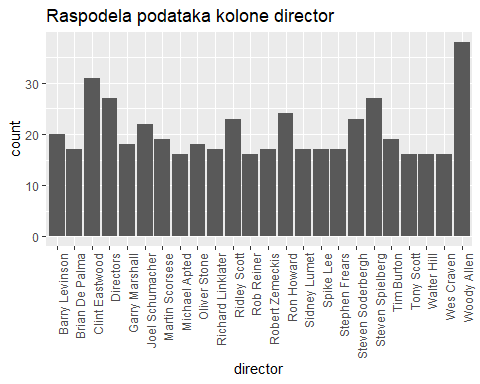 Raspodela podataka kolone director
count
30
20
10
0
Barry Levinson
Brian De Palma
Clint Eastwood
Directors
Garry Marshall
Joel Schumacher
Martin Scorsese
Michael Apted
Oliver Stone
Richard Linklater
Ridley Scott
Rob Reiner
Robert Zemeckis
Ron Howard
Sidney Lumet
Spike Lee
Stephen Frears
Steven Soderbergh
Steven Spielberg
Tim Burton
Tony Scott
Walter Hill
Wes Craven
Woody Allen
director